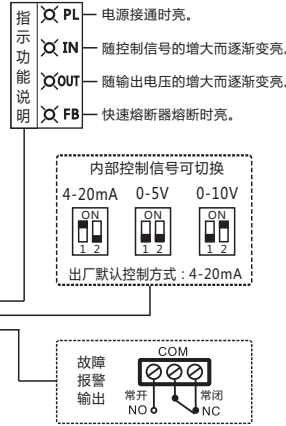 指示功能说明
PL 电源接通时亮。
IN 随控制信号的增大而逐渐变亮。
OUT 随输出电压的增大而逐渐变亮。
FB 快速熔断器熔断时亮。
内部控制信号可切换
4-20mA 0-5V 0-10V
ON ON ON
1 2 1 2 1 2
出厂默认控制方式：4-20mA
故障
报警
输出
COM
常开 常闭
NO NC